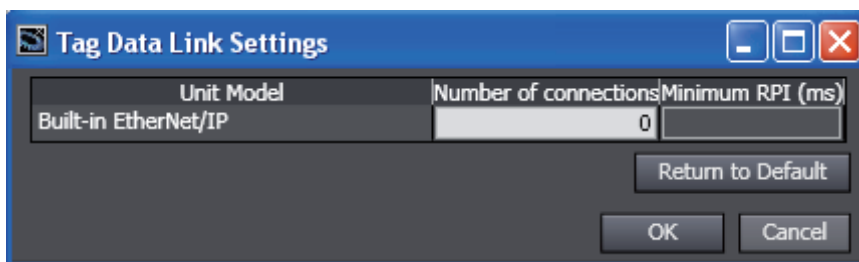 Tag Data Link Settings
Unit Model Number of connections Minimum RPI (ms)
Built-in EtherNet/IP 0
Return to Default
OK Cancel